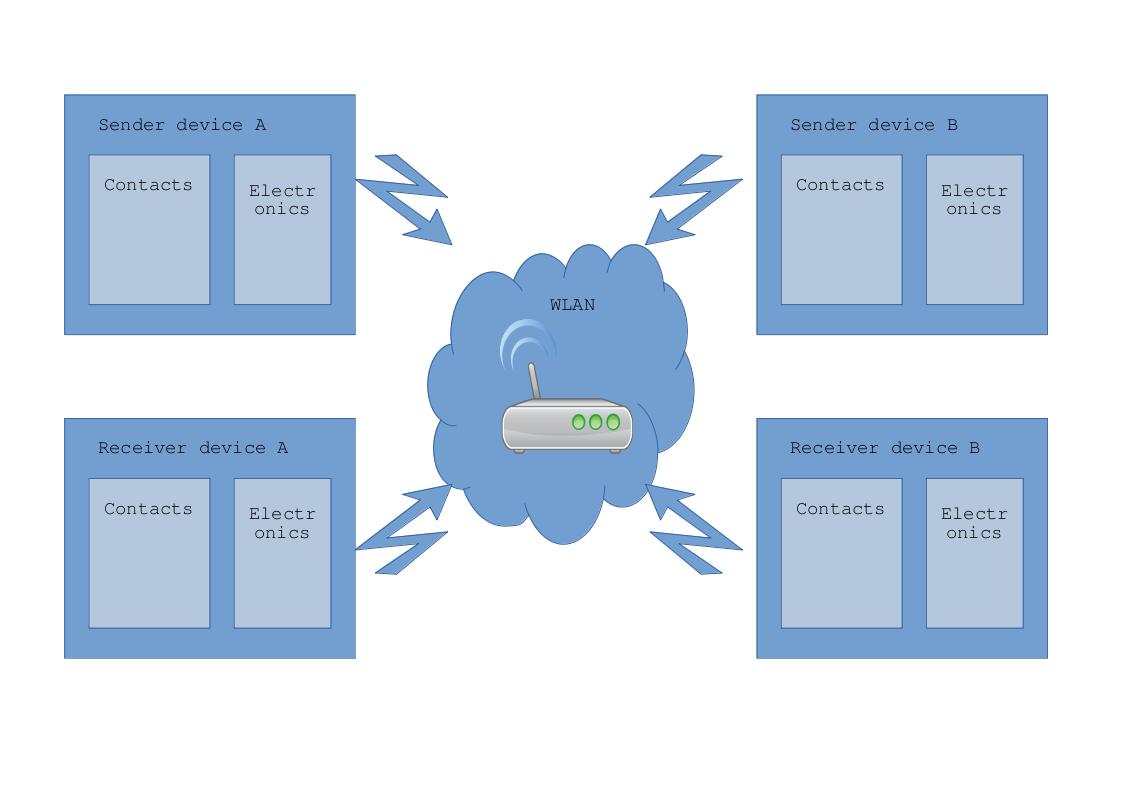 Sender device A
Contacts
Electr
onics
Sender device B
Contacts
Electr
onics
WLAN
Receiver device A
Contacts
Electr
onics
Receiver device B
Contacts
Electr
onics